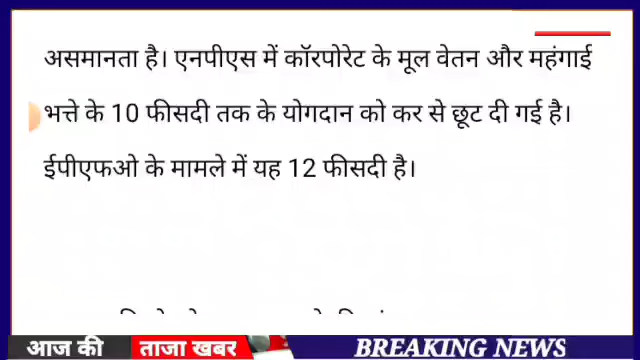 असमानता है। एनपीएस में कॉरपोरेट के मूल वेतन और महंगाई
भत्ते के 10 फीसदी तक के योगदान को कर से छूट दी गई है।
ईपीएफओ के मामले में यह 12 फीसदी है।
आज की ताजा खबर BREAKING NEWS